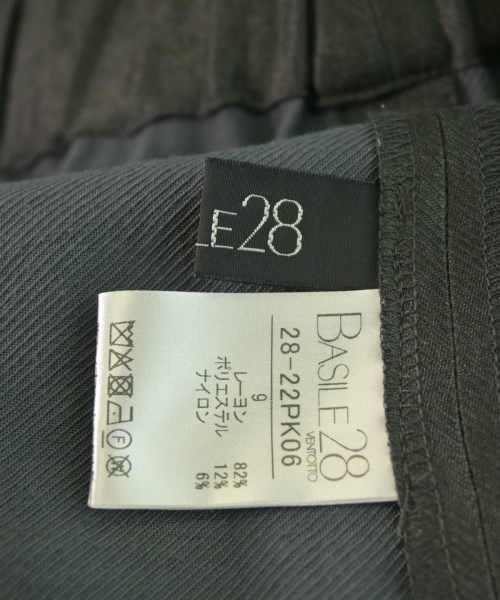 LE28
BASILE28
VENTOTTO
28-22PK06
9
レーヨン 82%
ポリエステル 12%
ナイロン 6%